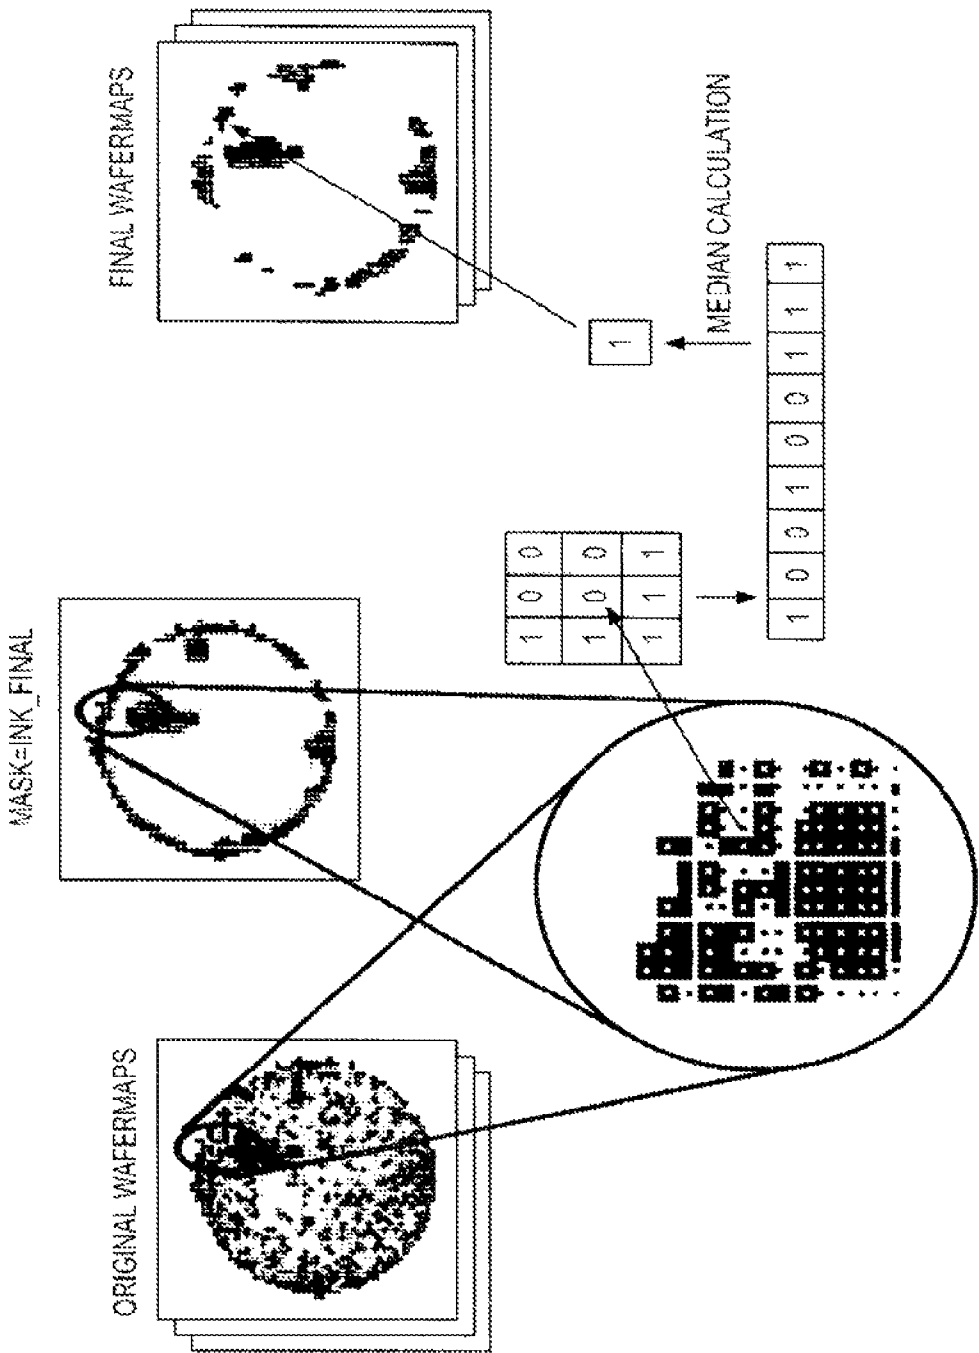 MASK=INK_FINAL
ORIGINAL WAFERMAPS
FINAL WAFERMAPS
1 0 0
1 0 0
1 1 1
1
MEDIAN CALCULATION
1 0 0 1 0 0 1 1 1